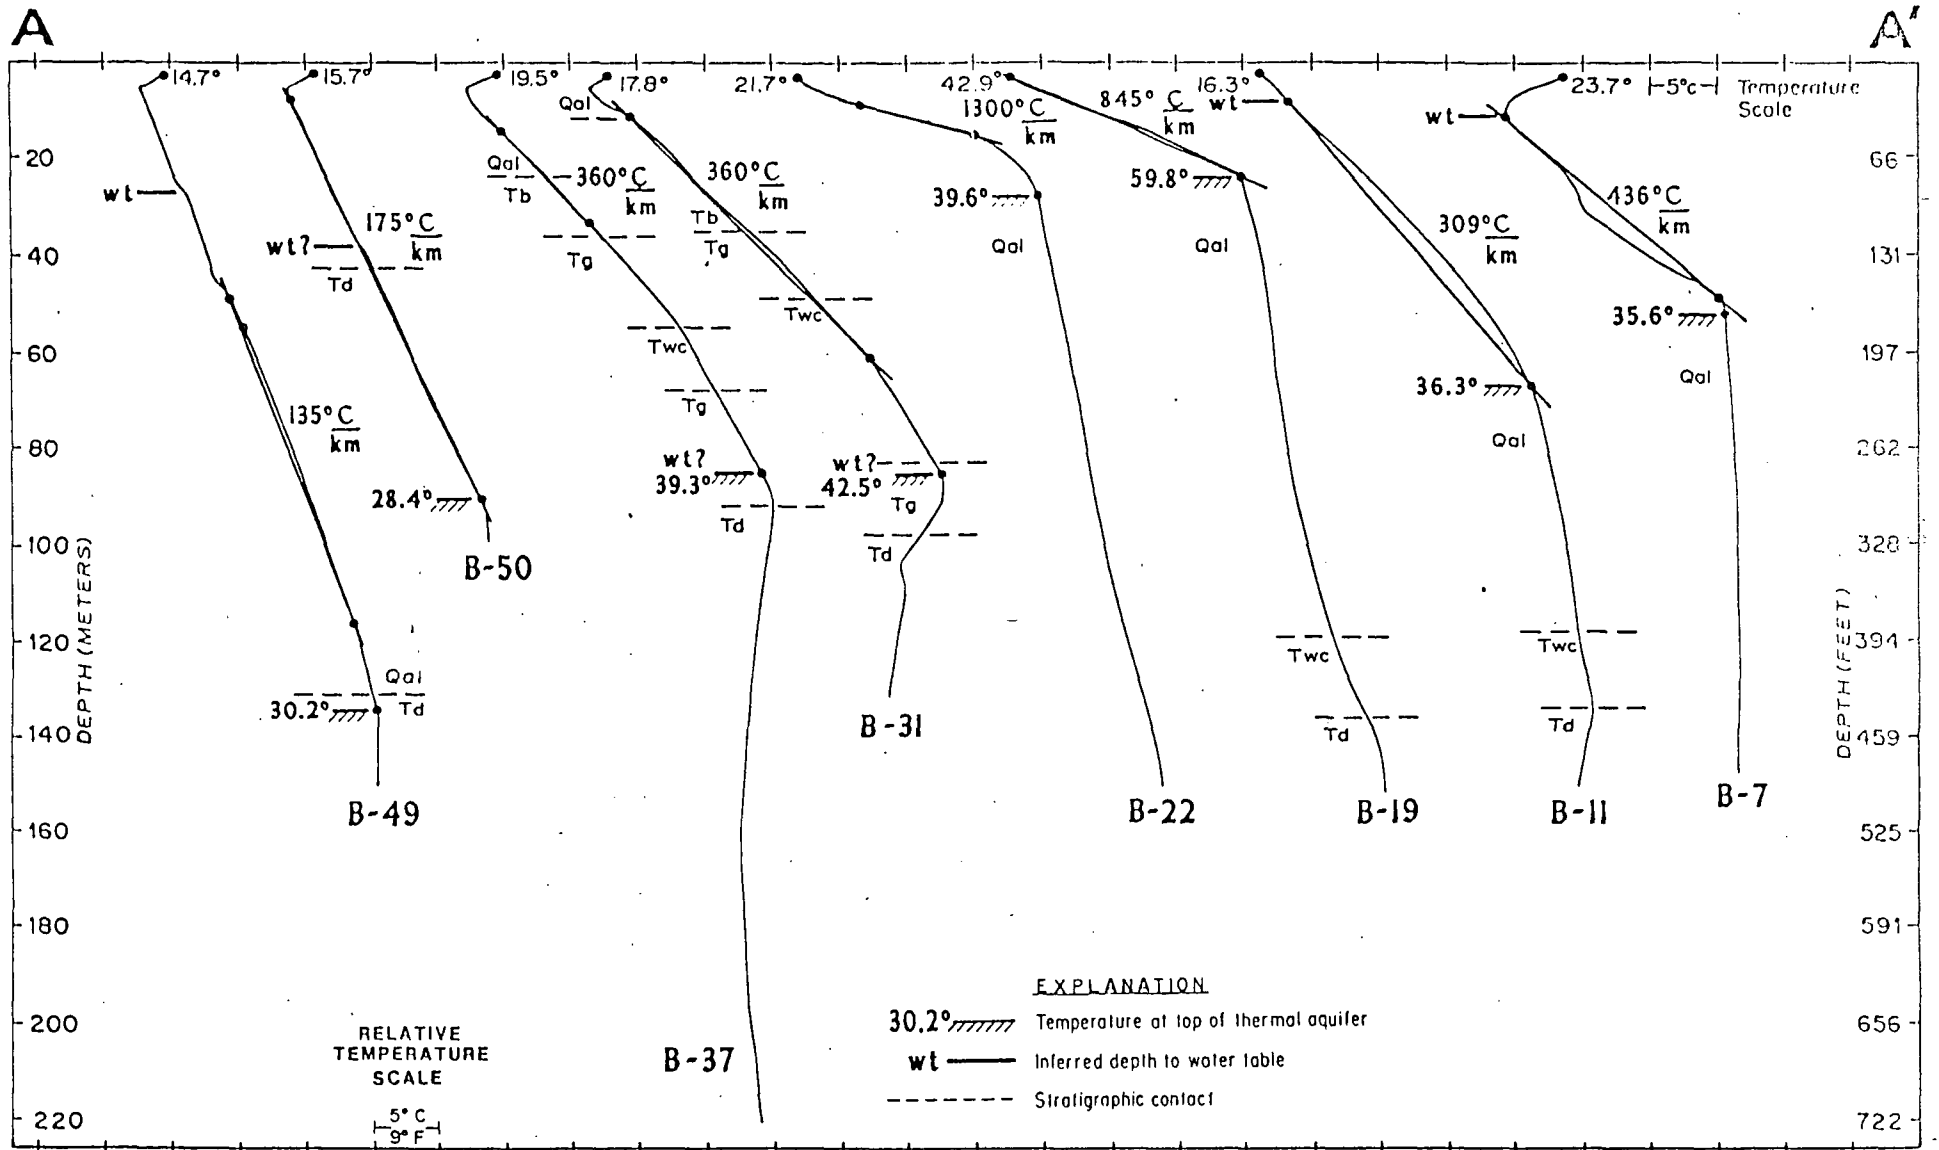 A A"
14.7° 15.7° 19.5° 17.8° 21.7° 42.9° 16.3° 23.7° 5°c Temperature
Scale
Qal
1300°C
km
845° C
km
wt
wt
20
66
Qal
Tb
360° C
km
360° C
km
39.6°
59.8°
wt
Tb
Tg
Qal
Qal
309° C
km
436° C
km
175° C
km
wt?
Td
Tg
40
131
Twc
35.6°
Twc
60
197
Qal
36.3°
Tg
135° C
km
Qal
80
262
wt?
39.3°
wt?
42.5°
28.4°
Tg
Td
100
328
Td
B-50
DEPTH (METERS)
DEPTH (FEET)
120
394
Twc
Twc
Qal
30.2°
Td
B-31
Td
Td
140
459
B-49
B-22
B-19
B-11
B-7
160
525
180
591
EXPLANATION
200
656
30.2° Temperature at top of thermal aquifer
RELATIVE
TEMPERATURE
SCALE
B-37
wt Inferred depth to water table
Stratigraphic contact
5° C
9° F
220
722